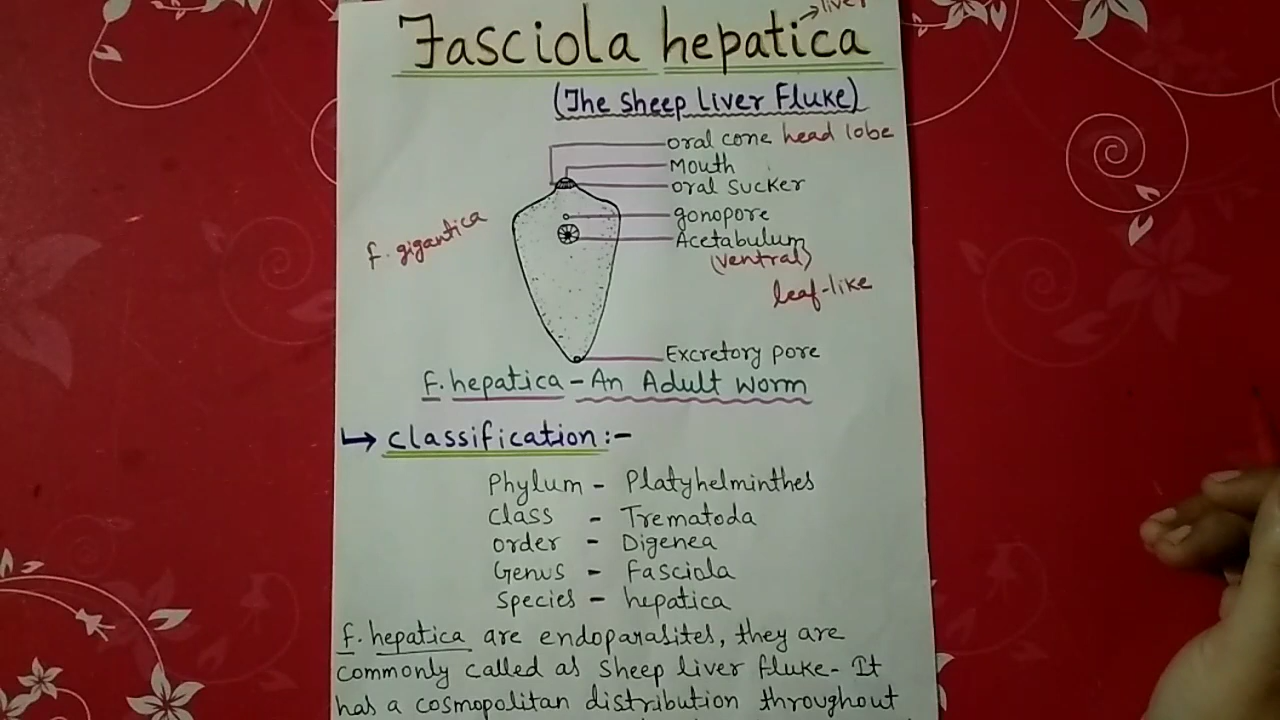 → liver
Fasciola hepatica
(The Sheep Liver Fluke)
oral cone head lobe
Mouth
oral sucker
gonopore
Acetabulum
(ventral)
F. gigantica
leaf-like
Excretory pore
F. hepatica - An Adult worm
↳ classification:-
Phylum - Platyhelminthes
class - Trematoda
order - Digenea
Genus - Fasciola
species - hepatica
F. hepatica are endoparasites, they are
commonly called as sheep liver fluke- It
has a cosmopolitan distribution throughout